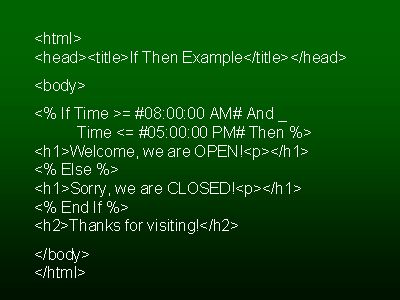 <html>
<head><title>If Then Example</title></head>
<body>
<% If Time >= #08:00:00 AM# And _
Time <= #05:00:00 PM# Then %>
<h1>Welcome, we are OPEN!<p></h1>
<% Else %>
<h1>Sorry, we are CLOSED!<p></h1>
<% End If %>
<h2>Thanks for visiting!</h2>
</body>
</html>